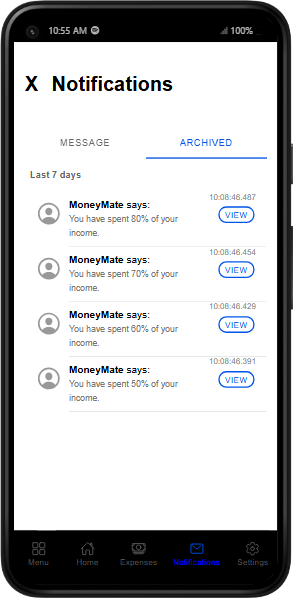 10:55 AM
100%
X Notifications
MESSAGE ARCHIVED
Last 7 days
10:08:46.487
MoneyMate says:
VIEW
You have spent 80% of your
income.
10:08:46.454
MoneyMate says:
VIEW
You have spent 70% of your
income.
10:08:46.429
MoneyMate says:
VIEW
You have spent 60% of your
income.
10:08:46.391
MoneyMate says:
VIEW
You have spent 50% of your
income.
Menu Home Expenses Notifications Settings